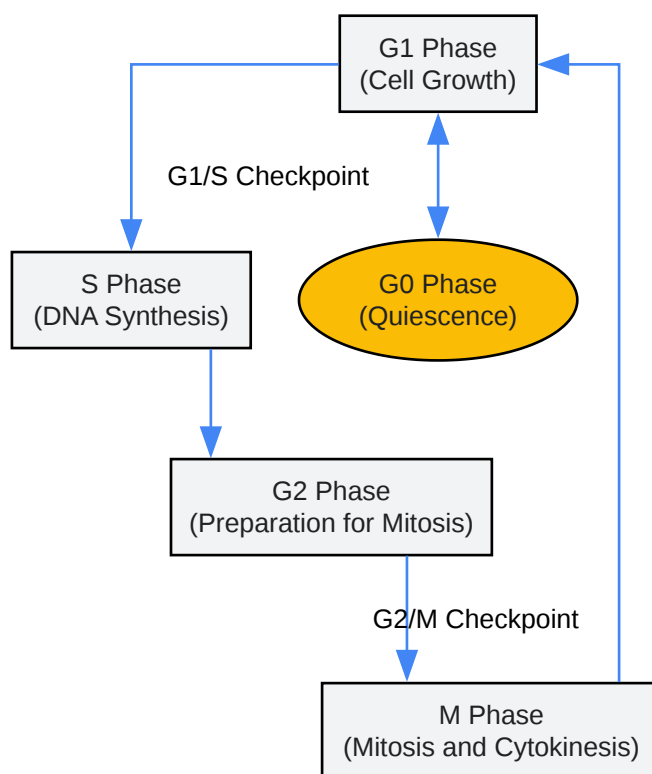 G1 Phase
(Cell Growth)
G1/S Checkpoint
S Phase
(DNA Synthesis)
G0 Phase
(Quiescence)
G2 Phase
(Preparation for Mitosis)
G2/M Checkpoint
M Phase
(Mitosis and Cytokinesis)